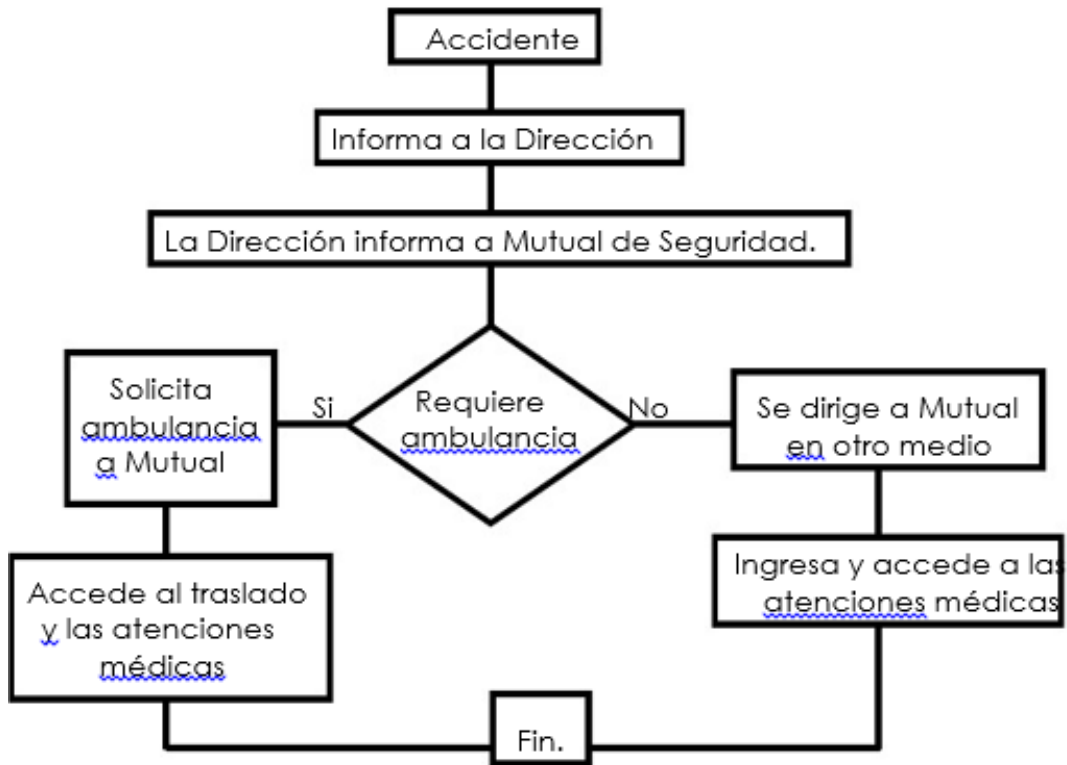 Accidente
Informa a la Dirección
La Dirección informa a Mutual de Seguridad.
Requiere
ambulancia
Si
No
Solicita
ambulancia
a Mutual
Se dirige a Mutual
en otro medio
Accede al traslado
y las atenciones
médicas
Ingresa y accede a las
atenciones médicas
Fin.